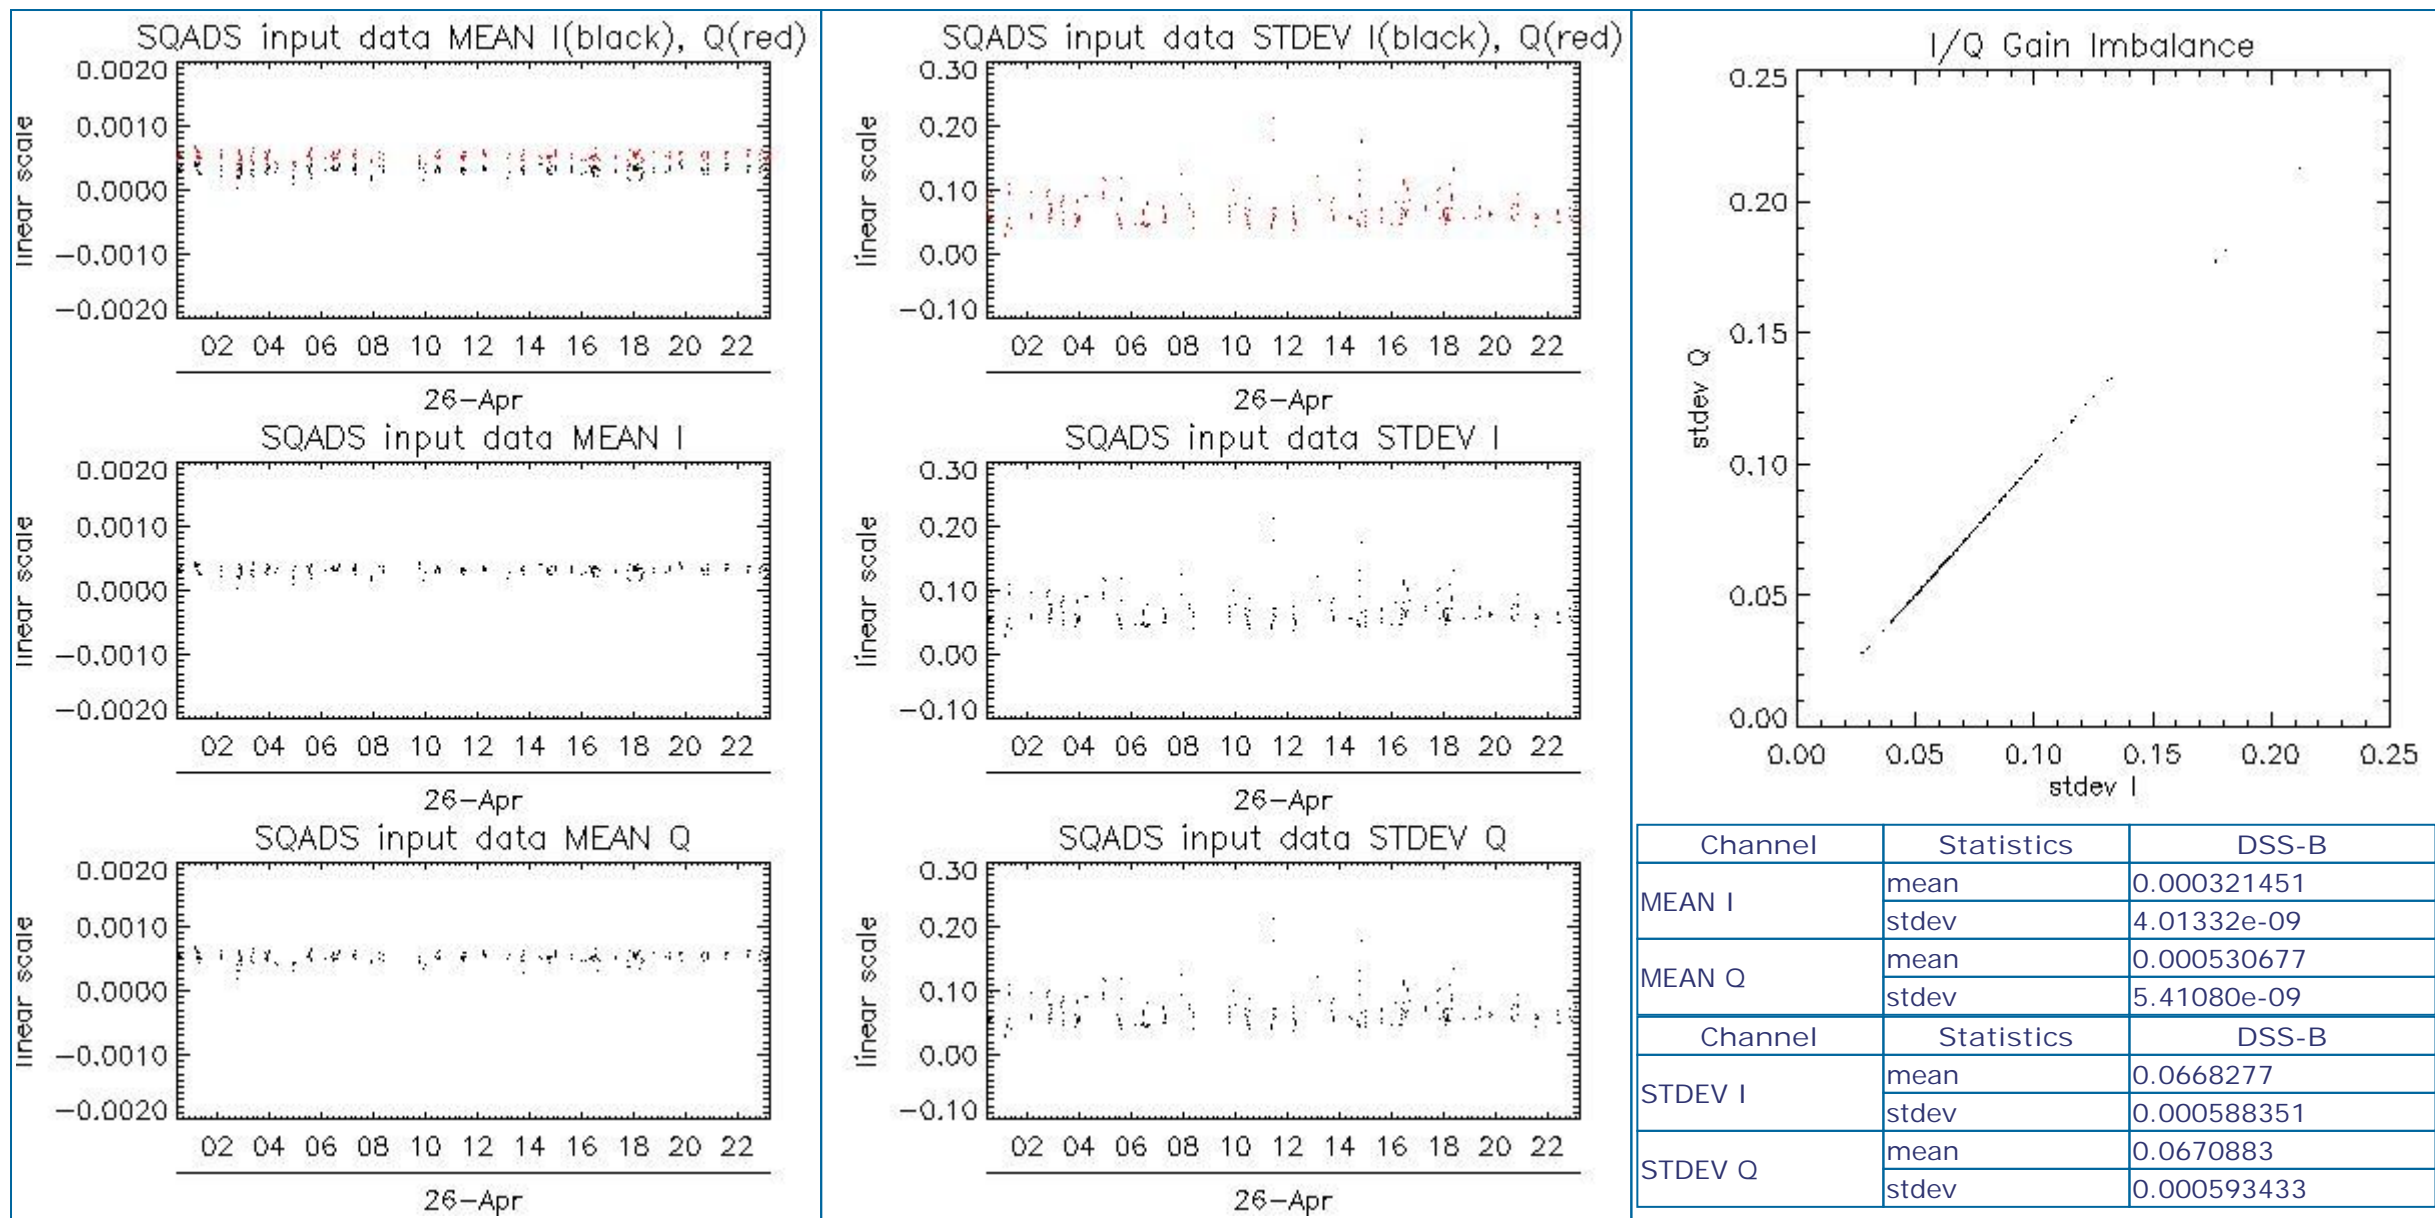 SQADS input data MEAN I(black), Q(red)
0.0020
0.0010
0.0000
−0.0010
−0.0020
linear scale
02 04 06 08 10 12 14 16 18 20 22
26−Apr
SQADS input data MEAN I
0.0020
0.0010
0.0000
−0.0010
−0.0020
linear scale
02 04 06 08 10 12 14 16 18 20 22
26−Apr
SQADS input data MEAN Q
0.0020
0.0010
0.0000
−0.0010
−0.0020
linear scale
02 04 06 08 10 12 14 16 18 20 22
26−Apr
SQADS input data STDEV I(black), Q(red)
0.30
0.20
0.10
0.00
−0.10
linear scale
02 04 06 08 10 12 14 16 18 20 22
26−Apr
SQADS input data STDEV I
0.30
0.20
0.10
0.00
−0.10
linear scale
02 04 06 08 10 12 14 16 18 20 22
26−Apr
SQADS input data STDEV Q
0.30
0.20
0.10
0.00
−0.10
linear scale
02 04 06 08 10 12 14 16 18 20 22
26−Apr
I/Q Gain Imbalance
0.25
0.20
0.15
0.10
0.05
0.00
stdev Q
0.00 0.05 0.10 0.15 0.20 0.25
stdev I
Channel Statistics DSS-B
MEAN I mean 0.000321451
stdev 4.01332e-09
MEAN Q mean 0.000530677
stdev 5.41080e-09
Channel Statistics DSS-B
STDEV I mean 0.0668277
stdev 0.000588351
STDEV Q mean 0.0670883
stdev 0.000593433